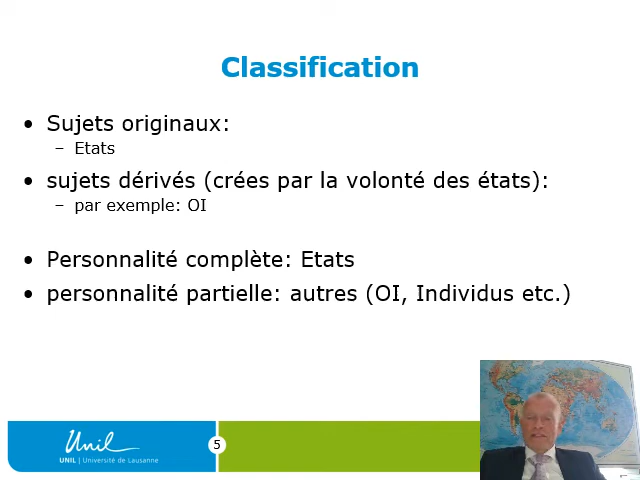 Classification
• Sujets originaux:
– Etats
• sujets dérivés (crées par la volonté des états):
– par exemple: OI
• Personnalité complète: Etats
• personnalité partielle: autres (OI, Individus etc.)
Unil
UNIL | Université de Lausanne
5